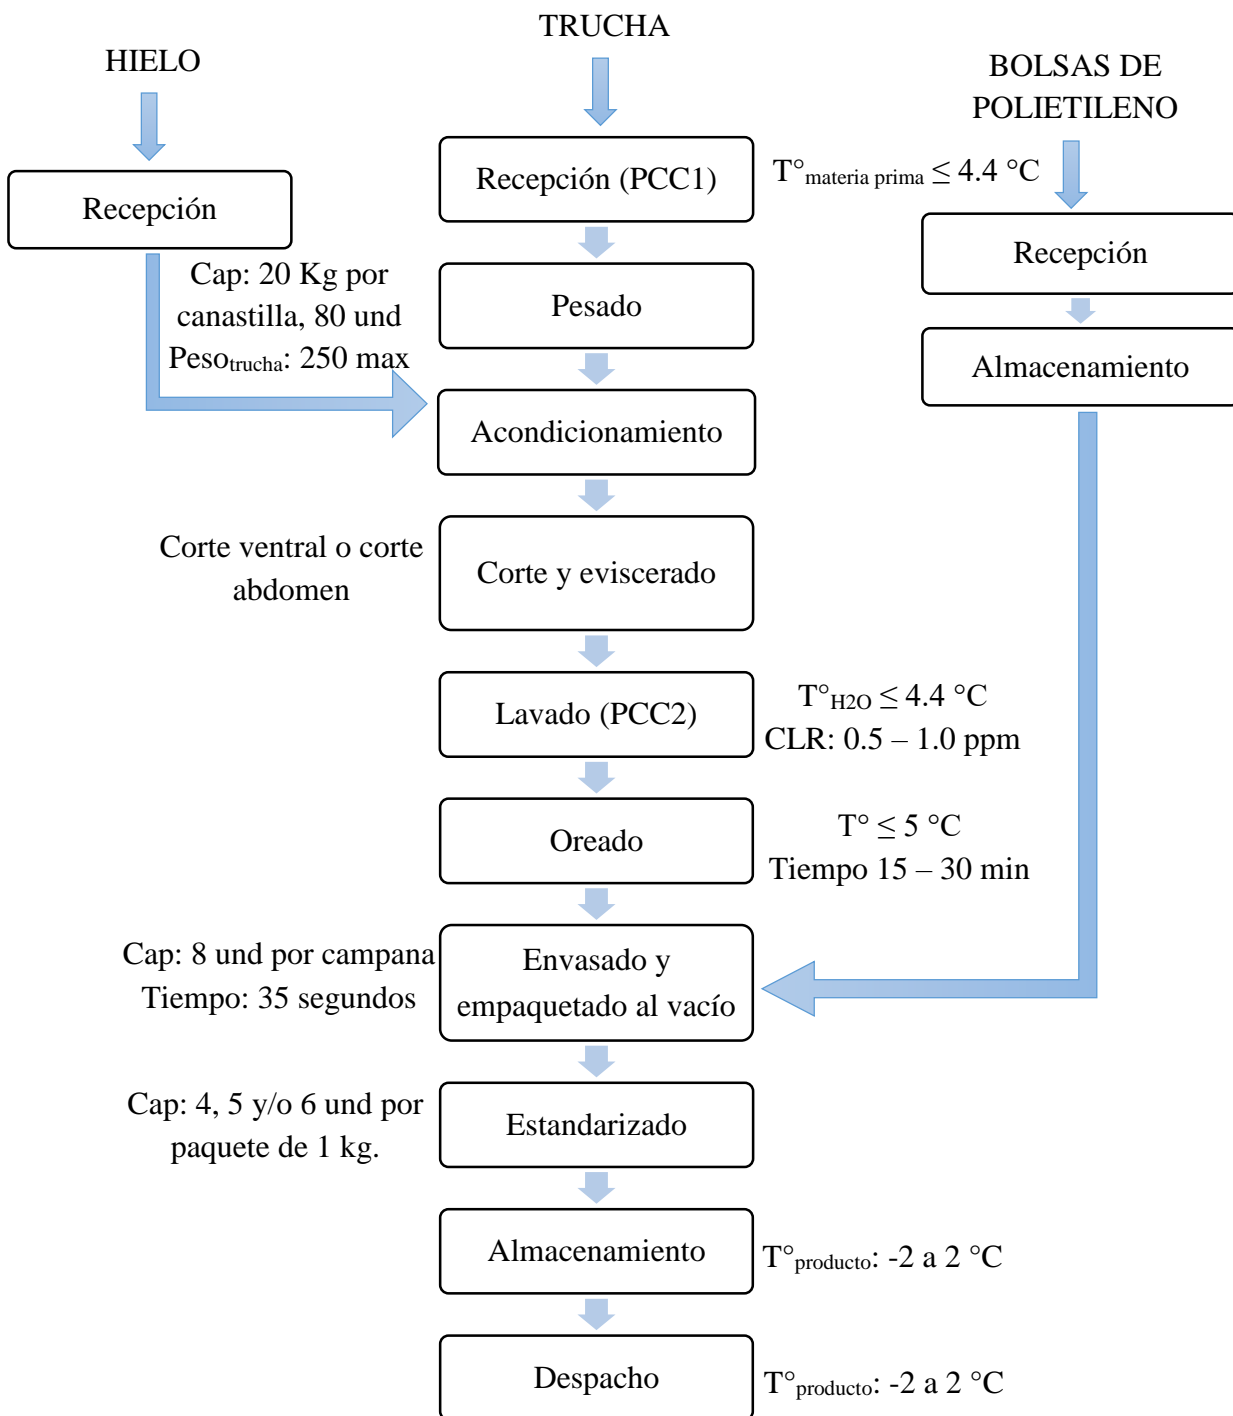 TRUCHA
HIELO
BOLSAS DE
POLIETILENO
Recepción (PCC1)
T°materia prima ≤ 4.4 °C
Recepción
Recepción
Cap: 20 Kg por
canastilla, 80 und
Pesotrucha: 250 max
Pesado
Almacenamiento
Acondicionamiento
Corte ventral o corte
abdomen
Corte y eviscerado
Lavado (PCC2)
T°H2O ≤ 4.4 °C
CLR: 0.5 – 1.0 ppm
Oreado
T° ≤ 5 °C
Tiempo 15 – 30 min
Cap: 8 und por campana
Tiempo: 35 segundos
Envasado y
empaquetado al vacío
Cap: 4, 5 y/o 6 und por
paquete de 1 kg.
Estandarizado
Almacenamiento
T°producto: -2 a 2 °C
Despacho
T°producto: -2 a 2 °C